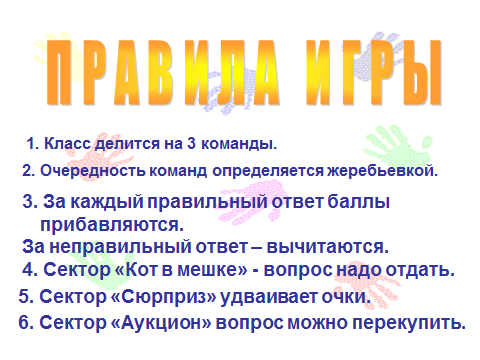 ПРАВИЛА ИГРЫ
1. Класс делится на 3 команды.
2. Очередность команд определяется жеребьевкой.
3. За каждый правильный ответ баллы
прибавляются.
За неправильный ответ – вычитаются.
4. Сектор «Кот в мешке» - вопрос надо отдать.
5. Сектор «Сюрприз» удваивает очки.
6. Сектор «Аукцион» вопрос можно перекупить.